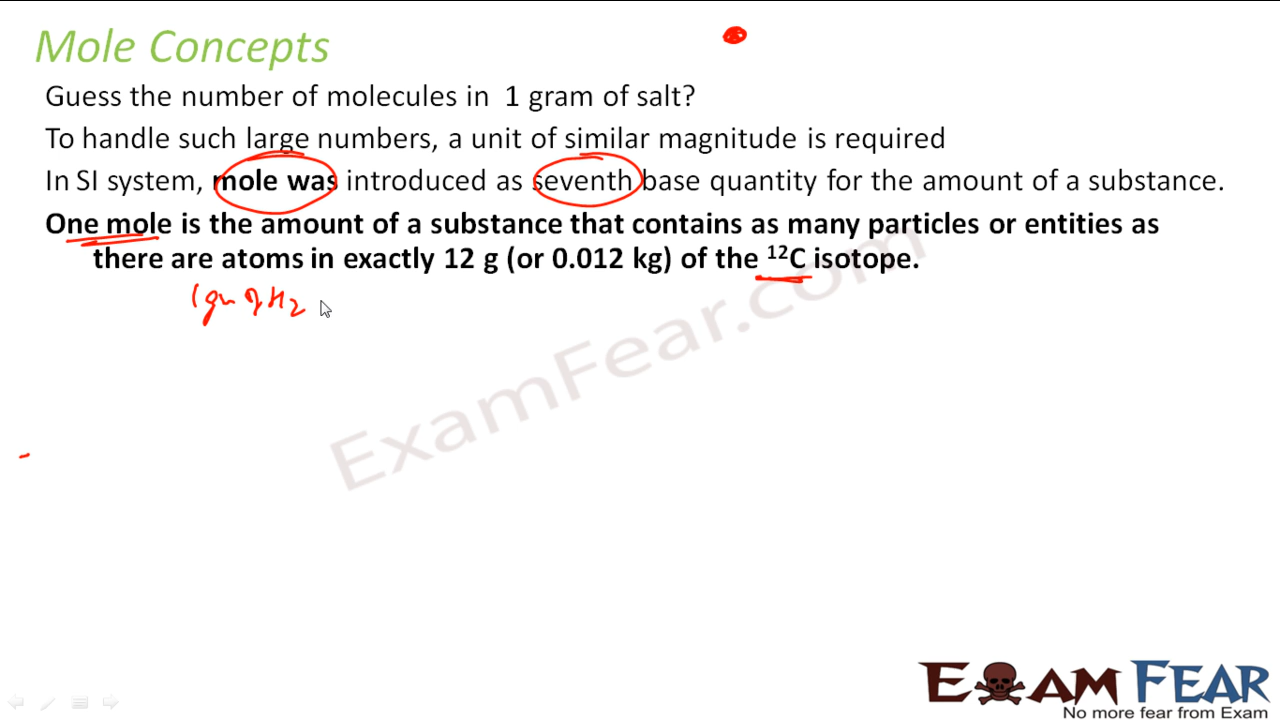 Mole Concepts
Guess the number of molecules in 1 gram of salt?
To handle such large numbers, a unit of similar magnitude is required
In SI system, mole was introduced as seventh base quantity for the amount of a substance.
One mole is the amount of a substance that contains as many particles or entities as
there are atoms in exactly 12 g (or 0.012 kg) of the ¹²C isotope.
1 gm of H2
ExamFear.com
EXAM FEAR
No more fear from Exam